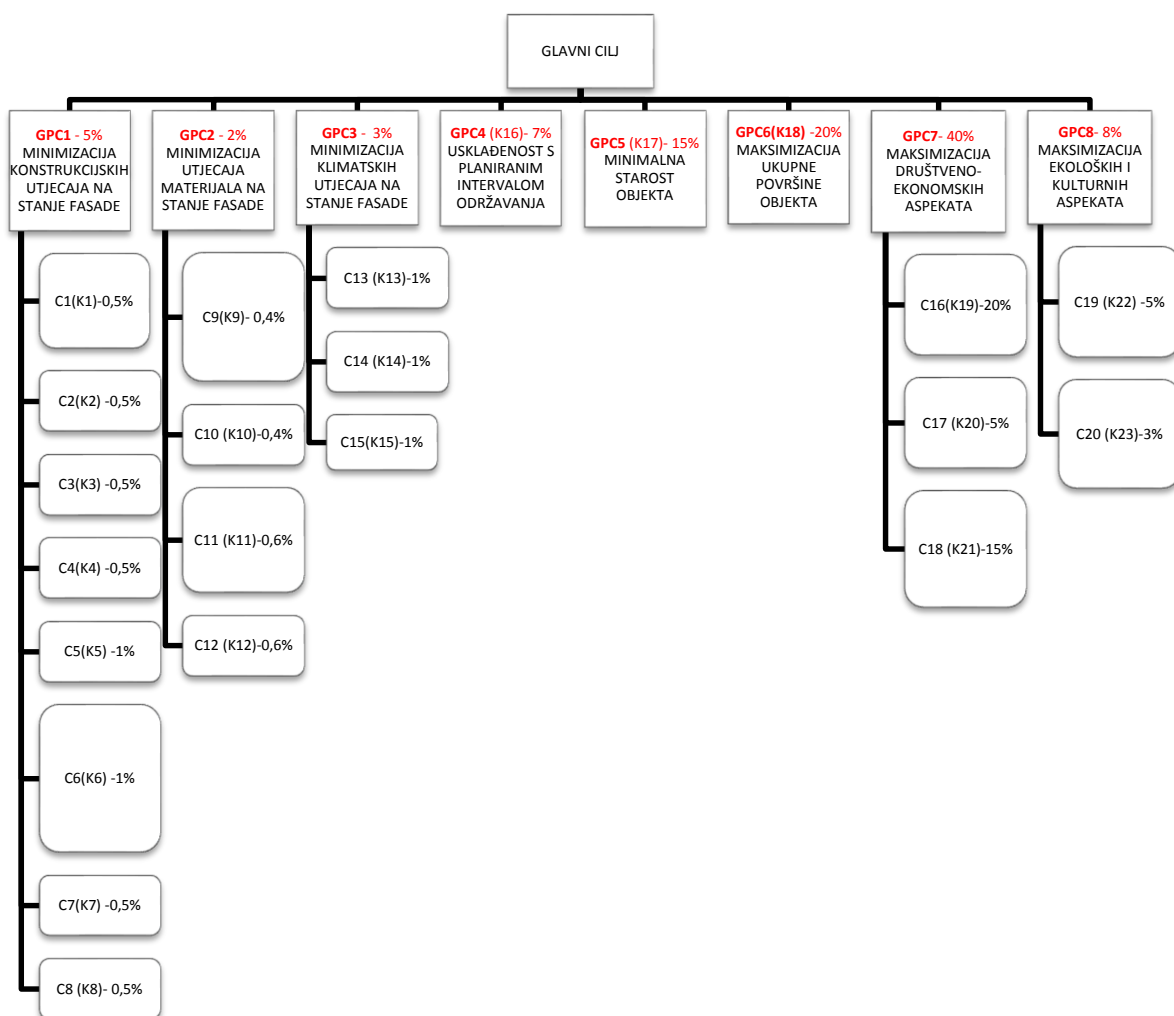 GLAVNI CILJ
GPC1 - 5%
MINIMIZACIJA
KONSTRUKCIJSKIH
UTJECAJA NA
STANJE FASADE
GPC2 - 2%
MINIMIZACIJA
UTJECAJA
MATERIJALA NA
STANJE FASADE
GPC3 - 3%
MINIMIZACIJA
KLIMATSKIH
UTJECAJA NA
STANJE FASADE
GPC4 (K16)- 7%
USKLAĐENOST S
PLANIRANIM
INTERVALOM
ODRŽAVANJA
GPC5 (K17)- 15%
MINIMALNA
STAROST
OBJEKTA
GPC6(K18) -20%
MAKSIMIZACIJA
UKUPNE
POVRŠINE
OBJEKTA
GPC7- 40%
MAKSIMIZACIJA
DRUŠTVENO-
EKONOMSKIH
ASPEKATA
GPC8- 8%
MAKSIMIZACIJA
EKOLOŠKIH I
KULTURNIH
ASPEKATA
C1(K1)-0,5%
C2(K2) -0,5%
C3(K3) -0,5%
C4(K4) -0,5%
C5(K5) -1%
C6(K6) -1%
C7(K7) -0,5%
C8 (K8)- 0,5%
C9(K9)- 0,4%
C10 (K10)-0,4%
C11 (K11)-0,6%
C12 (K12)-0,6%
C13 (K13)-1%
C14 (K14)-1%
C15(K15)-1%
C16(K19)-20%
C17 (K20)-5%
C18 (K21)-15%
C19 (K22) -5%
C20 (K23)-3%